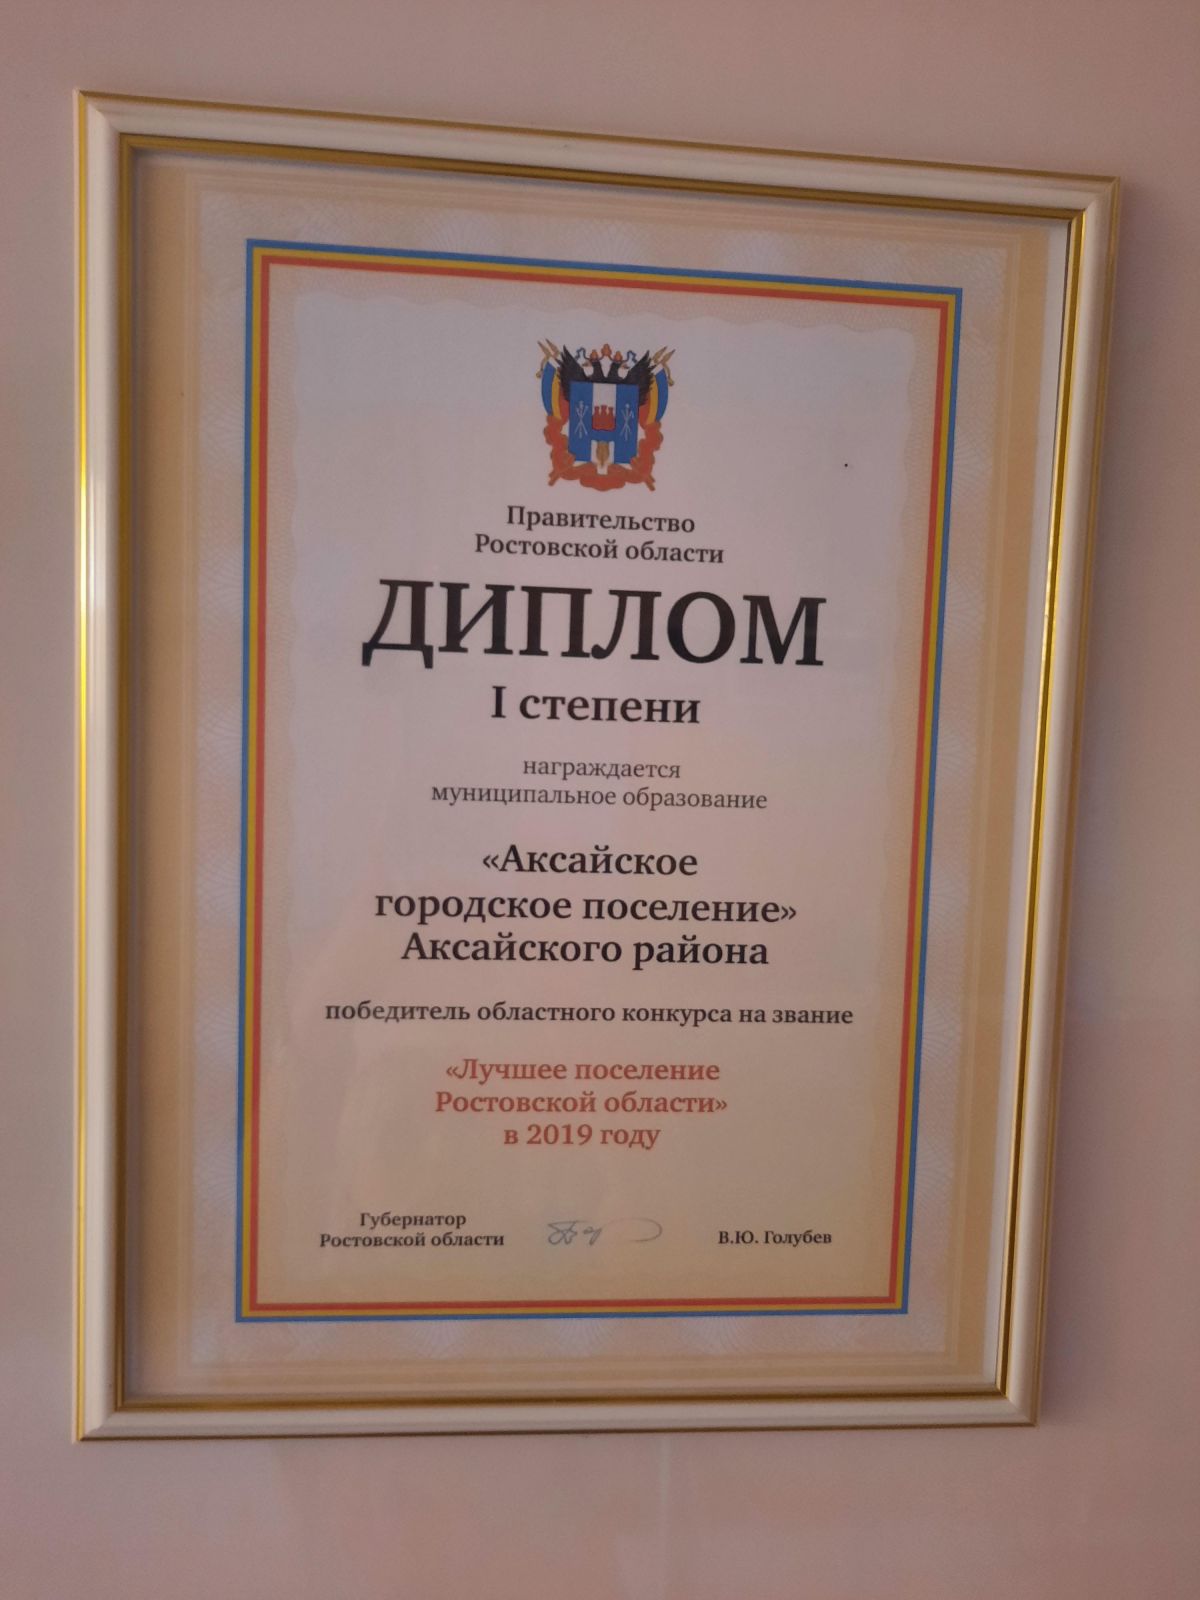 Правительство
Ростовской области
ДИПЛОМ
I степени
награждается
муниципальное образование
«Аксайское
городское поселение»
Аксайского района
победитель областного конкурса на звание
«Лучшее поселение
Ростовской области»
в 2019 году
Губернатор
Ростовской области
В.Ю. Голубев